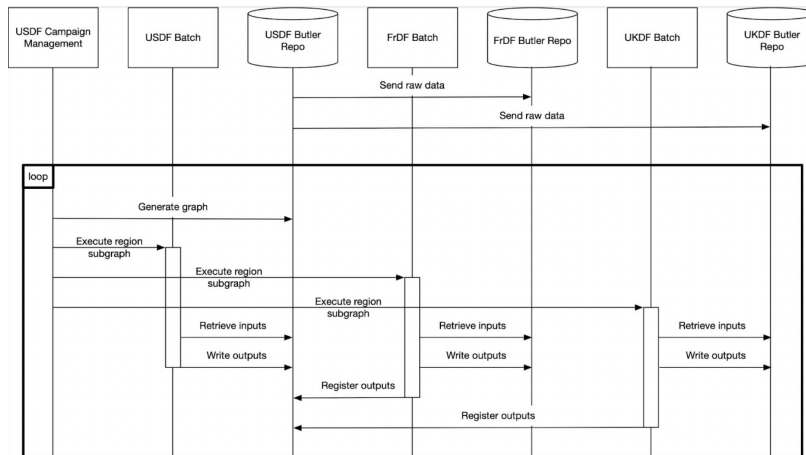 USDF Campaign
Management
USDF Batch
USDF Butler
Repo
FrDF Batch
FrDF Butler Repo
UKDF Batch
UKDF Butler
Repo
Send raw data
Send raw data
loop
Generate graph
Execute region
subgraph
Execute region
subgraph
Execute region
subgraph
Retrieve inputs
Retrieve inputs
Retrieve inputs
Write outputs
Write outputs
Write outputs
Register outputs
Register outputs